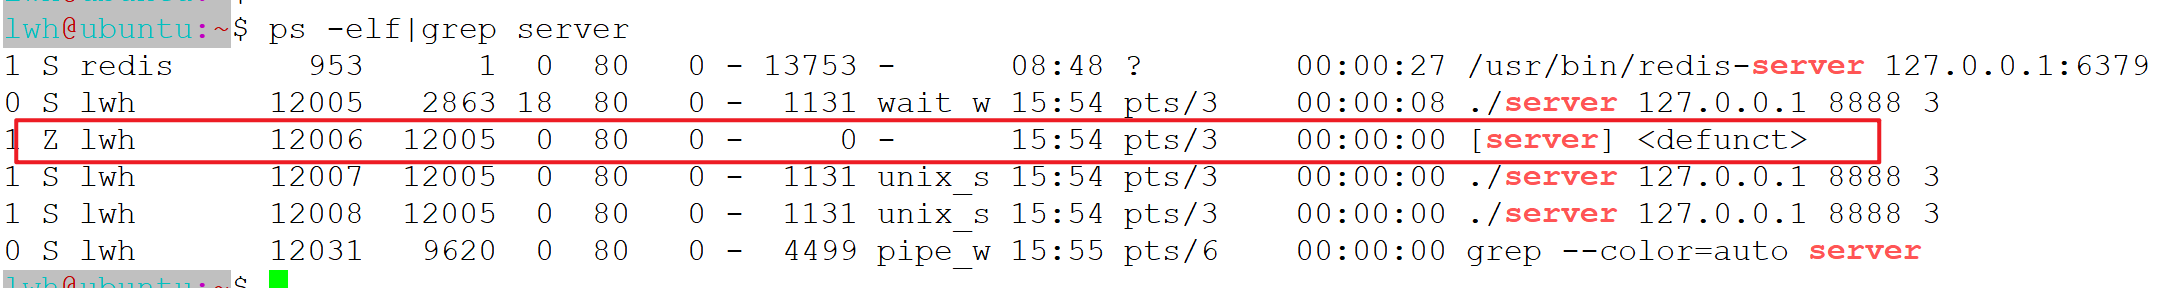 lwh@ubuntu:~$
lwh@ubuntu:~$ ps -elf|grep server
1 S redis 953 1 0 80 0 - 13753 - 08:48 ? 00:00:27 /usr/bin/redis-server 127.0.0.1:6379
0 S lwh 12005 2863 18 80 0 - 1131 wait_w 15:54 pts/3 00:00:08 ./server 127.0.0.1 8888 3
1 Z lwh 12006 12005 0 80 0 - 0 - 15:54 pts/3 00:00:00 [server] <defunct>
1 S lwh 12007 12005 0 80 0 - 1131 unix_s 15:54 pts/3 00:00:00 ./server 127.0.0.1 8888 3
1 S lwh 12008 12005 0 80 0 - 1131 unix_s 15:54 pts/3 00:00:00 ./server 127.0.0.1 8888 3
0 S lwh 12031 9620 0 80 0 - 4499 pipe_w 15:55 pts/6 00:00:00 grep --color=auto server
lwh@ubuntu:~$